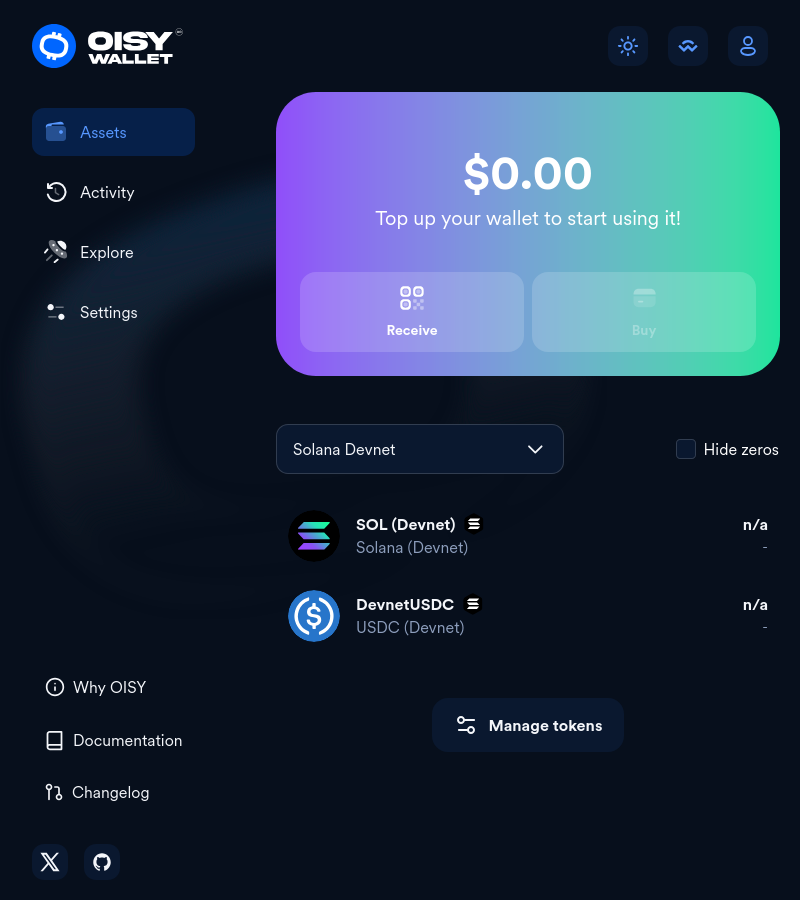 OISY
WALLET
Assets
Activity
Explore
Settings
$0.00
Top up your wallet to start using it!
Receive
Buy
Solana Devnet
Hide zeros
SOL (Devnet)
n/a
Solana (Devnet)
-
DevnetUSDC
n/a
USDC (Devnet)
-
Manage tokens
Why OISY
Documentation
Changelog